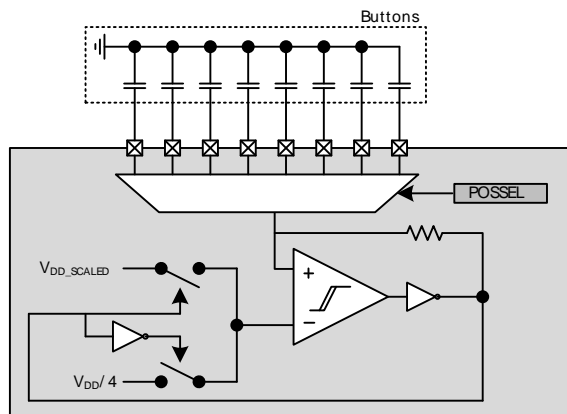 Buttons
POSSEL
VDD_SCALED
+
−
VDD/ 4